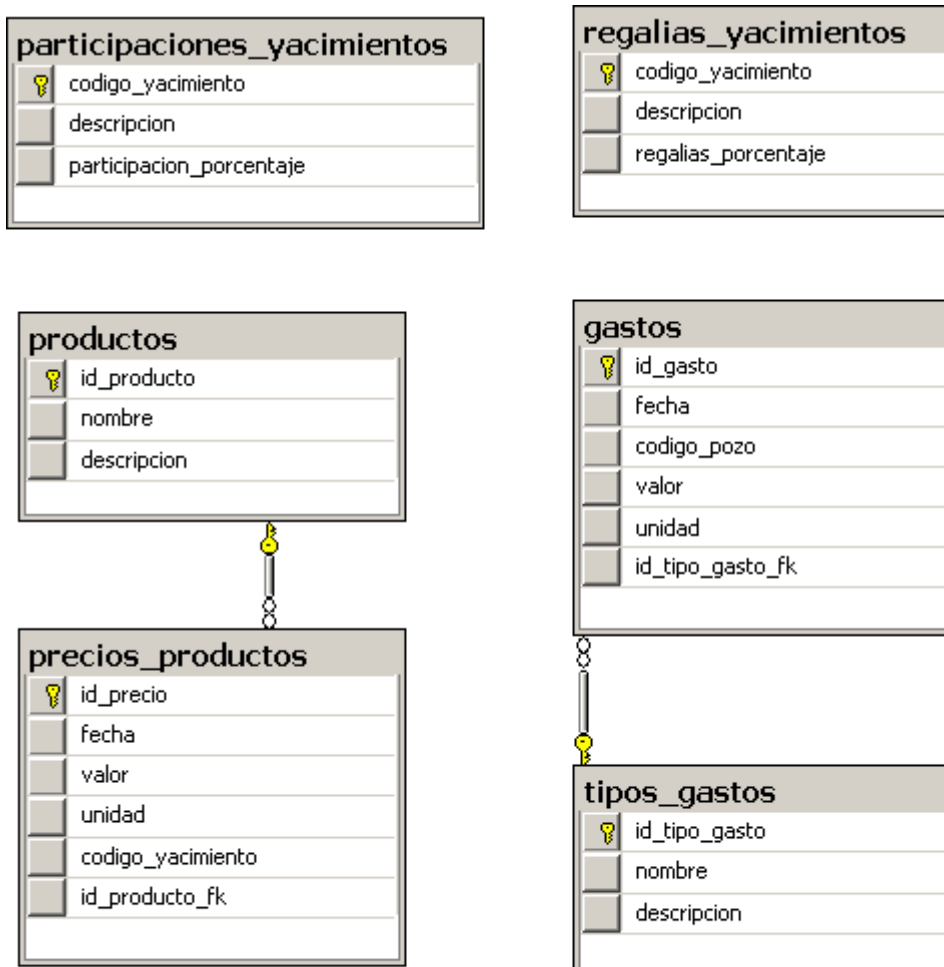 participaciones_yacimientos
codigo_yacimiento
descripcion
participacion_porcentaje
regalias_yacimientos
codigo_yacimiento
descripcion
regalias_porcentaje
productos
id_producto
nombre
descripcion
gastos
id_gasto
fecha
codigo_pozo
valor
unidad
id_tipo_gasto_fk
precios_productos
id_precio
fecha
valor
unidad
codigo_yacimiento
id_producto_fk
tipos_gastos
id_tipo_gasto
nombre
descripcion